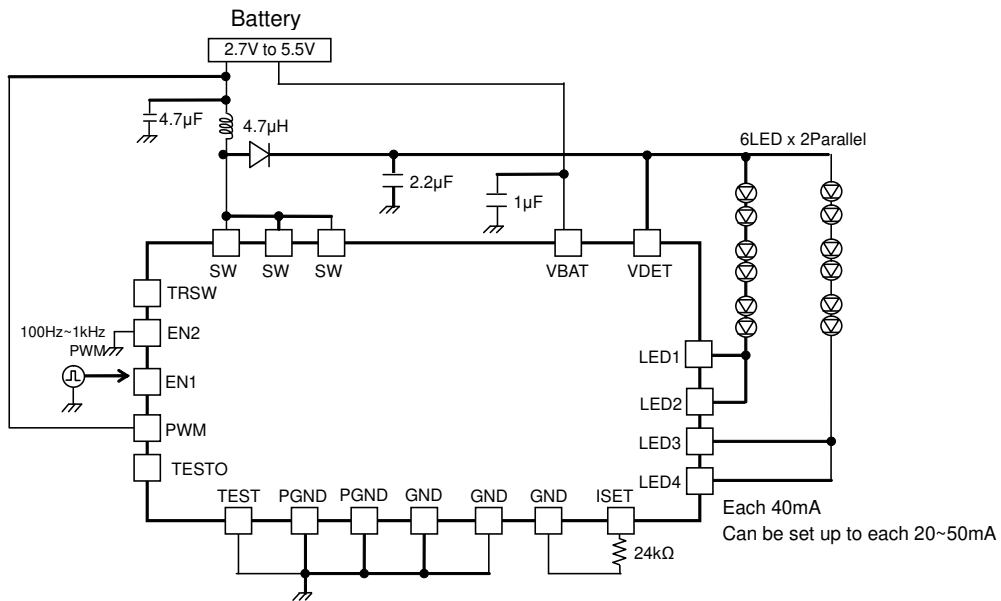 Battery
2.7V to 5.5V
4.7µF
4.7µH
6LED x 2Parallel
2.2µF
1µF
SW
SW
SW
VBAT
VDET
TRSW
100Hz~1kHz
PWM
EN2
EN1
PWM
TESTO
LED1
LED2
LED3
LED4
TEST
PGND
PGND
GND
GND
GND
ISET
Each 40mA
Can be set up to each 20~50mA
24kΩ